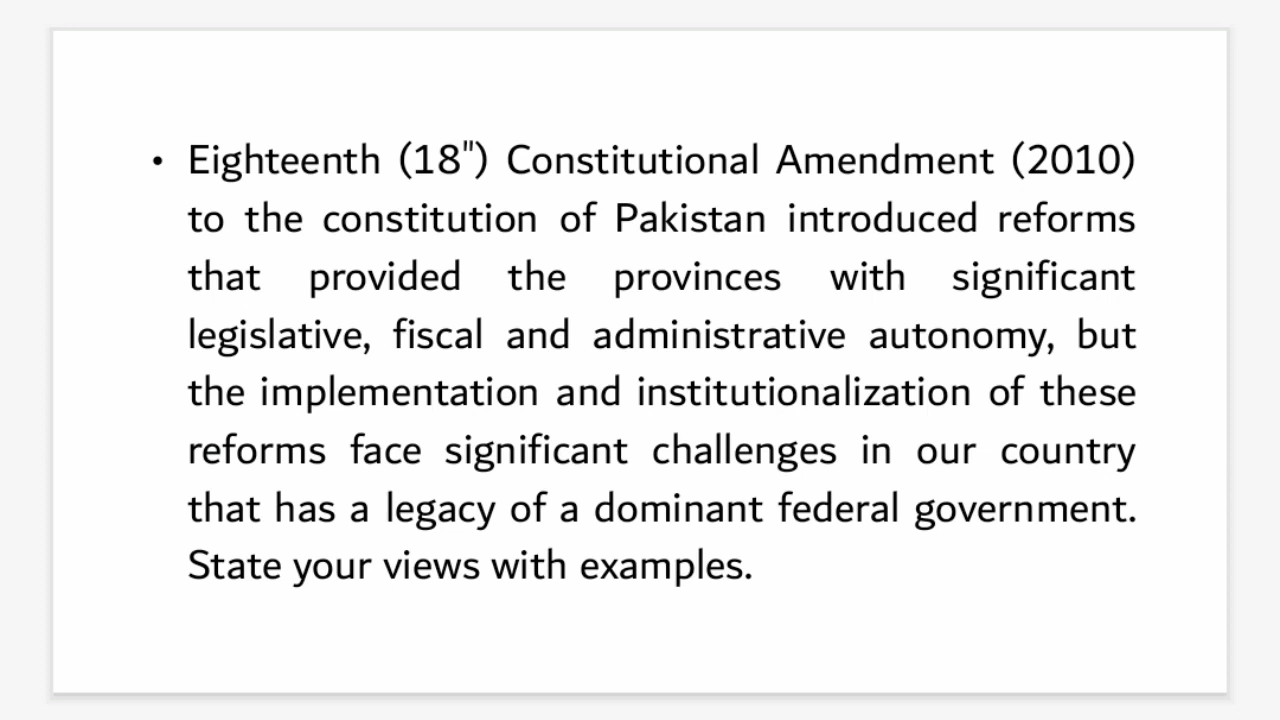 • Eighteenth (18") Constitutional Amendment (2010)
to the constitution of Pakistan introduced reforms
that provided the provinces with significant
legislative, fiscal and administrative autonomy, but
the implementation and institutionalization of these
reforms face significant challenges in our country
that has a legacy of a dominant federal government.
State your views with examples.